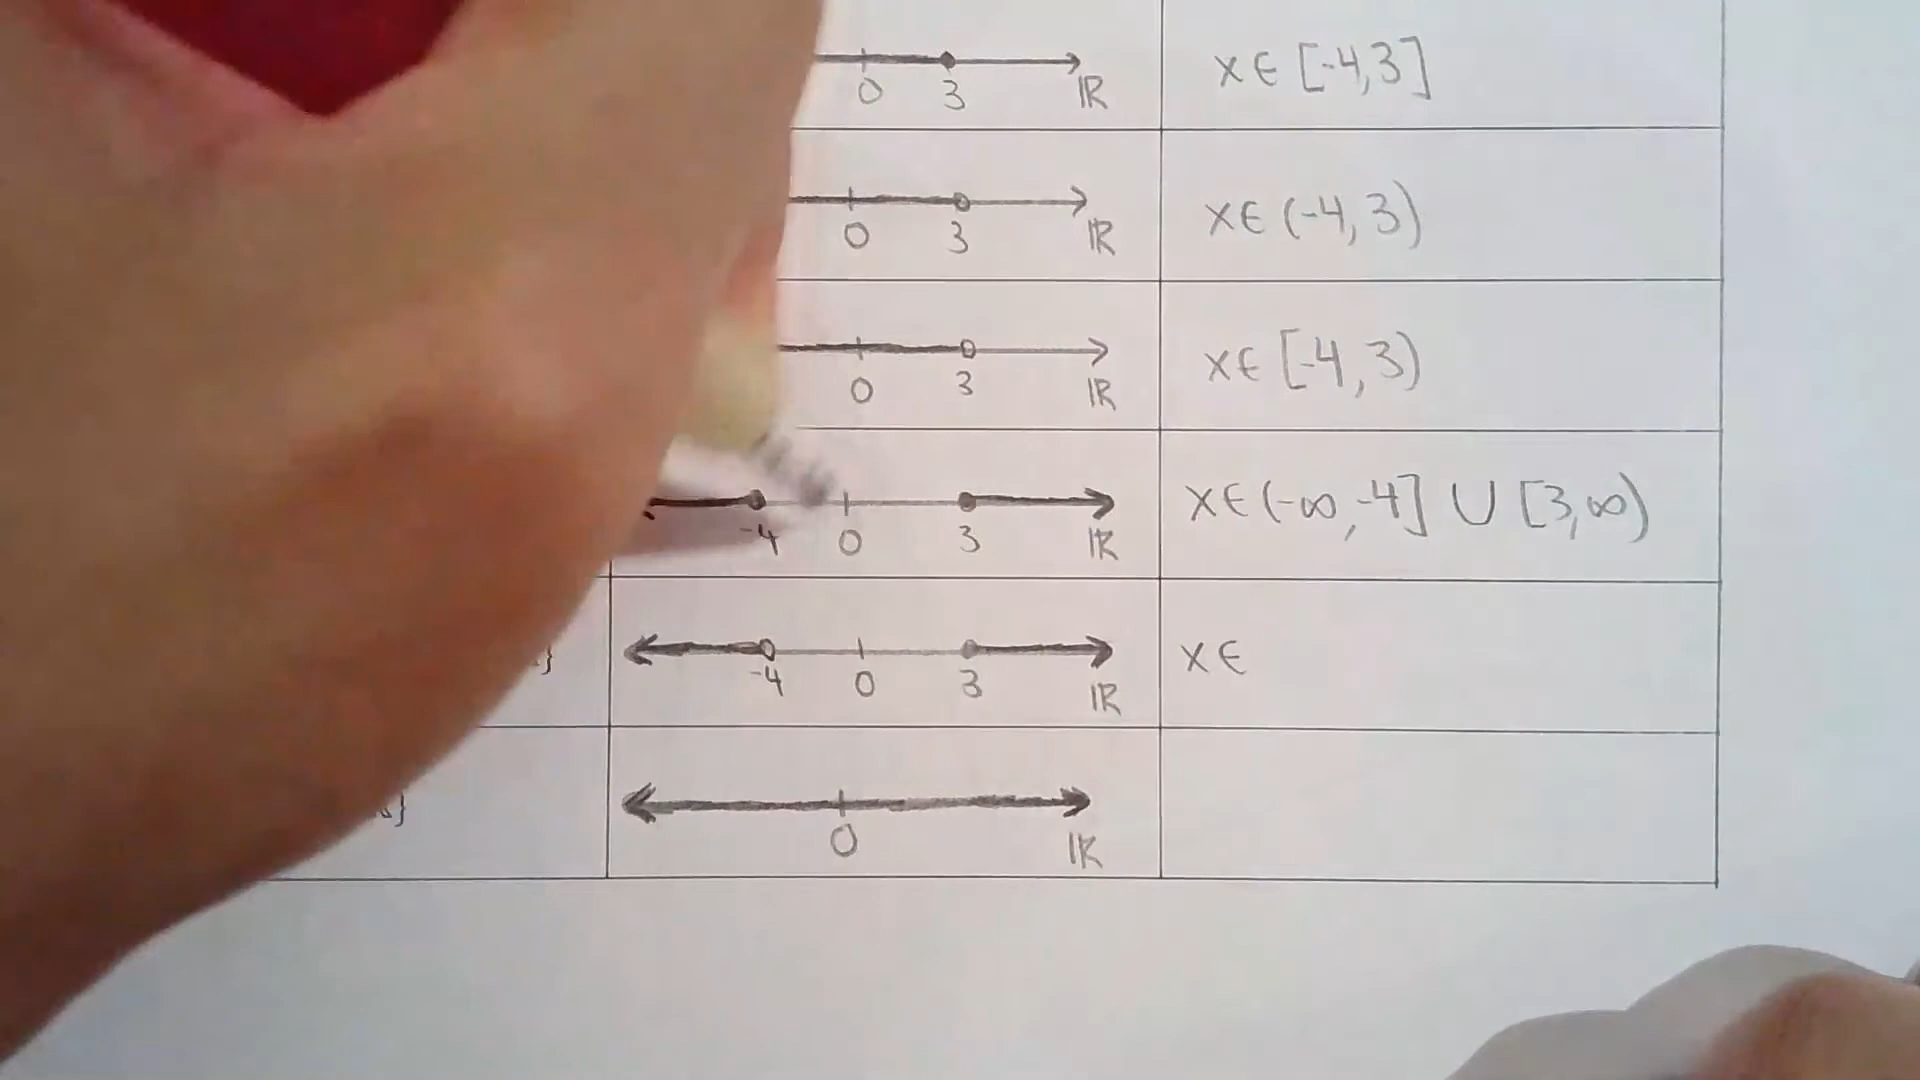 0 3 ℝ x∈[-4,3]
0 3 ℝ x∈(-4,3)
0 3 ℝ x∈[-4,3)
-4 0 3 ℝ x∈(-∞,-4] ∪ [3,∞)
} -4 0 3 ℝ x∈
} 0 ℝ